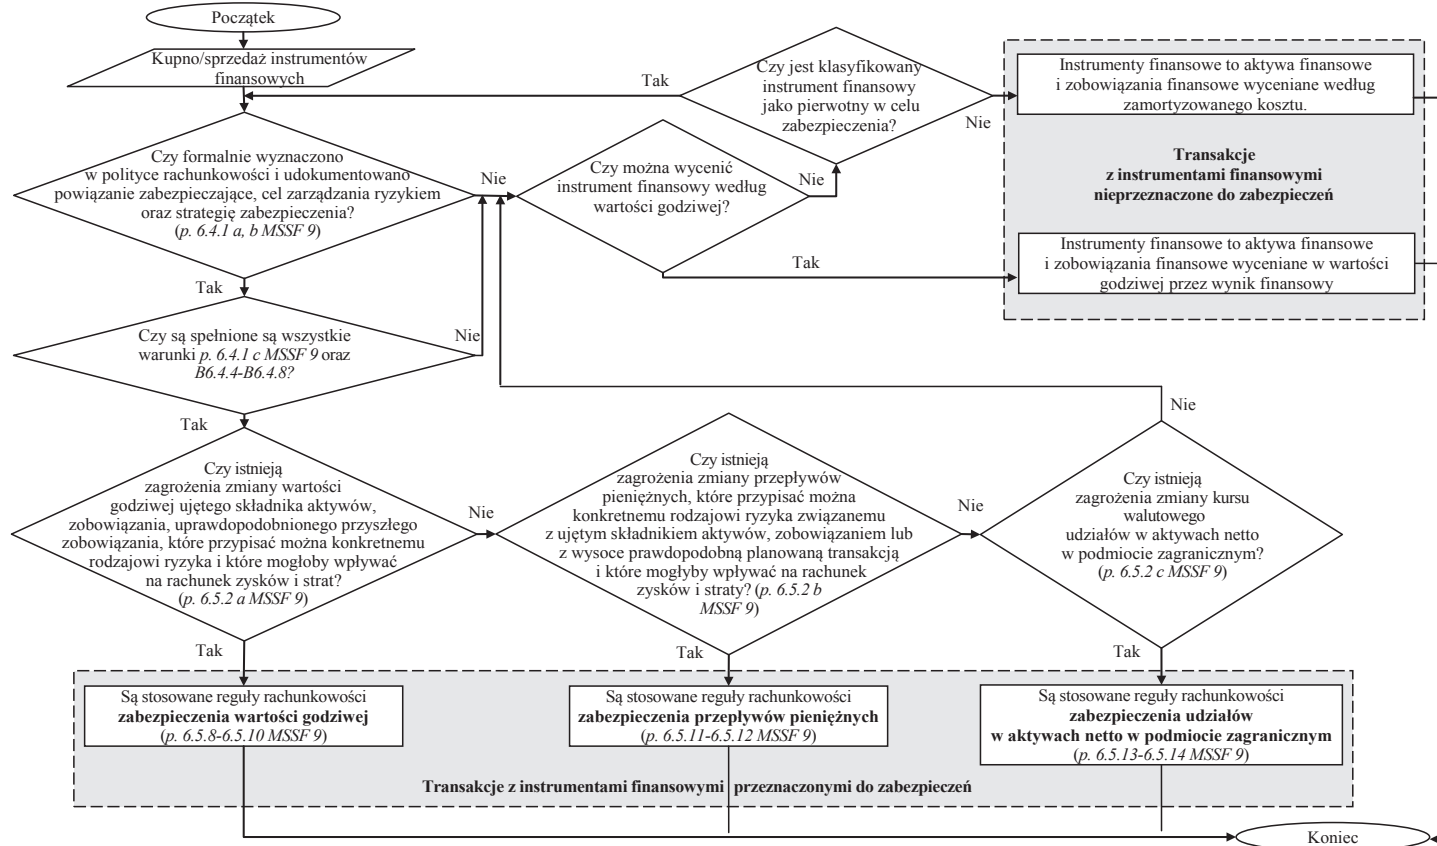 Początek
Kupno/sprzedaż instrumentów
finansowych
Tak
Czy jest klasyfikowany
instrument finansowy
jako pierwotny w celu
zabezpieczenia?
Nie
Instrumenty finansowe to aktywa finansowe
i zobowiązania finansowe wyceniane według
zamortyzowanego kosztu.
Transakcje
z instrumentami finansowymi
nieprzeznaczone do zabezpieczeń
Instrumenty finansowe to aktywa finansowe
i zobowiązania finansowe wyceniane w wartości
godziwej przez wynik finansowy
Czy formalnie wyznaczono
w polityce rachunkowości i udokumentowano
powiązanie zabezpieczające, cel zarządzania ryzykiem
oraz strategię zabezpieczenia?
(p. 6.4.1 a, b MSSF 9)
Nie
Czy można wycenić
instrument finansowy według
wartości godziwej?
Nie
Tak
Tak
Czy są spełnione są wszystkie
warunki p. 6.4.1 c MSSF 9 oraz
B6.4.4-B6.4.8?
Nie
Tak
Czy istnieją
zagrożenia zmiany wartości
godziwej ujętego składnika aktywów,
zobowiązania, uprawdopodobnionego przyszłego
zobowiązania, które przypisać można konkretnemu
rodzajowi ryzyka i które mogłoby wpływać
na rachunek zysków i strat?
(p. 6.5.2 a MSSF 9)
Nie
Czy istnieją
zagrożenia zmiany przepływów
pieniężnych, które przypisać można
konkretnemu rodzajowi ryzyka związanemu
z ujętym składnikiem aktywów, zobowiązaniem lub
z wysoce prawdopodobną planowaną transakcją
i które mogłyby wpływać na rachunek
zysków i straty? (p. 6.5.2 b
MSSF 9)
Nie
Nie
Czy istnieją
zagrożenia zmiany kursu
walutowego
udziałów w aktywach netto
w podmiocie zagranicznym?
(p. 6.5.2 c MSSF 9)
Tak
Tak
Tak
Są stosowane reguły rachunkowości
zabezpieczenia wartości godziwej
(p. 6.5.8-6.5.10 MSSF 9)
Są stosowane reguły rachunkowości
zabezpieczenia przepływów pieniężnych
(p. 6.5.11-6.5.12 MSSF 9)
Są stosowane reguły rachunkowości
zabezpieczenia udziałów
w aktywach netto w podmiocie zagranicznym
(p. 6.5.13-6.5.14 MSSF 9)
Transakcje z instrumentami finansowymi przeznaczonymi do zabezpieczeń
Koniec